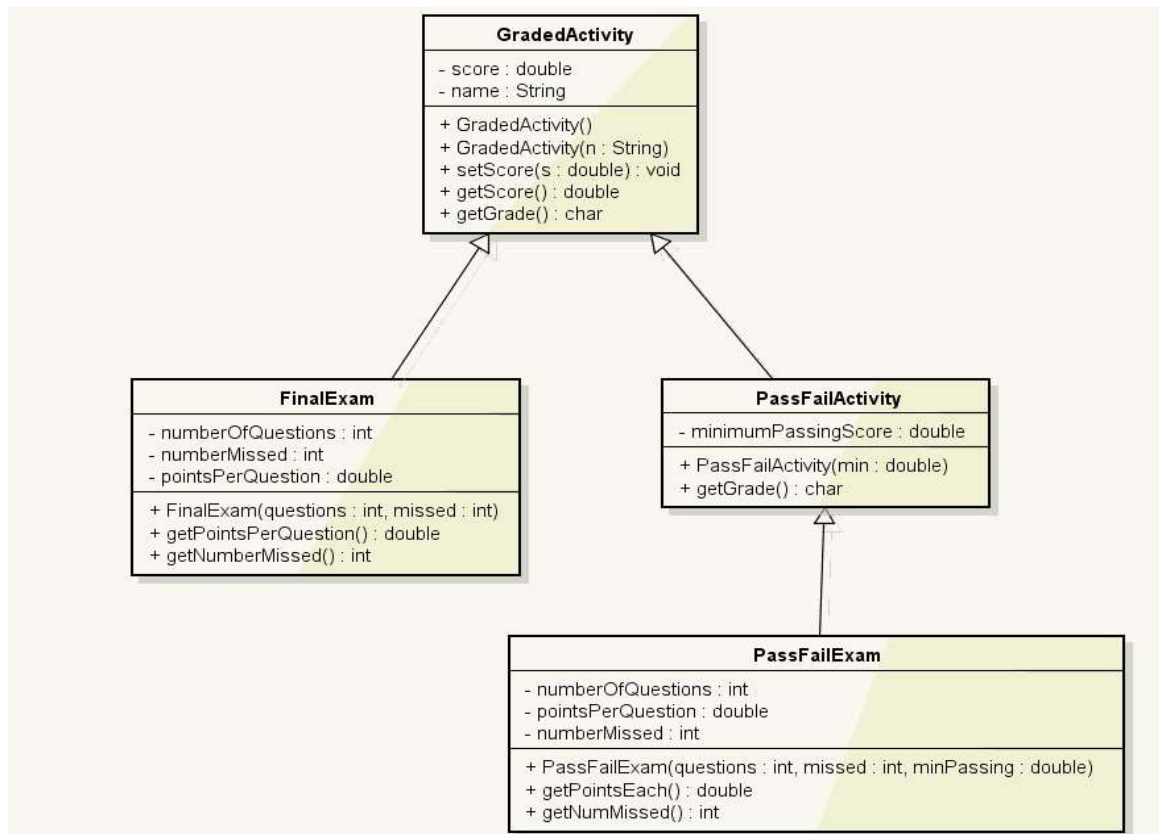 GradedActivity
- score : double
- name : String
+ GradedActivity()
+ GradedActivity(n : String)
+ setScore(s : double) : void
+ getScore() : double
+ getGrade() : char
FinalExam
- numberOfQuestions : int
- numberMissed : int
- pointsPerQuestion : double
+ FinalExam(questions : int, missed : int)
+ getPointsPerQuestion() : double
+ getNumberMissed() : int
PassFailActivity
- minimumPassingScore : double
+ PassFailActivity(min : double)
+ getGrade() : char
PassFailExam
- numberOfQuestions : int
- pointsPerQuestion : double
- numberMissed : int
+ PassFailExam(questions : int, missed : int, minPassing : double)
+ getPointsEach() : double
+ getNumMissed() : int